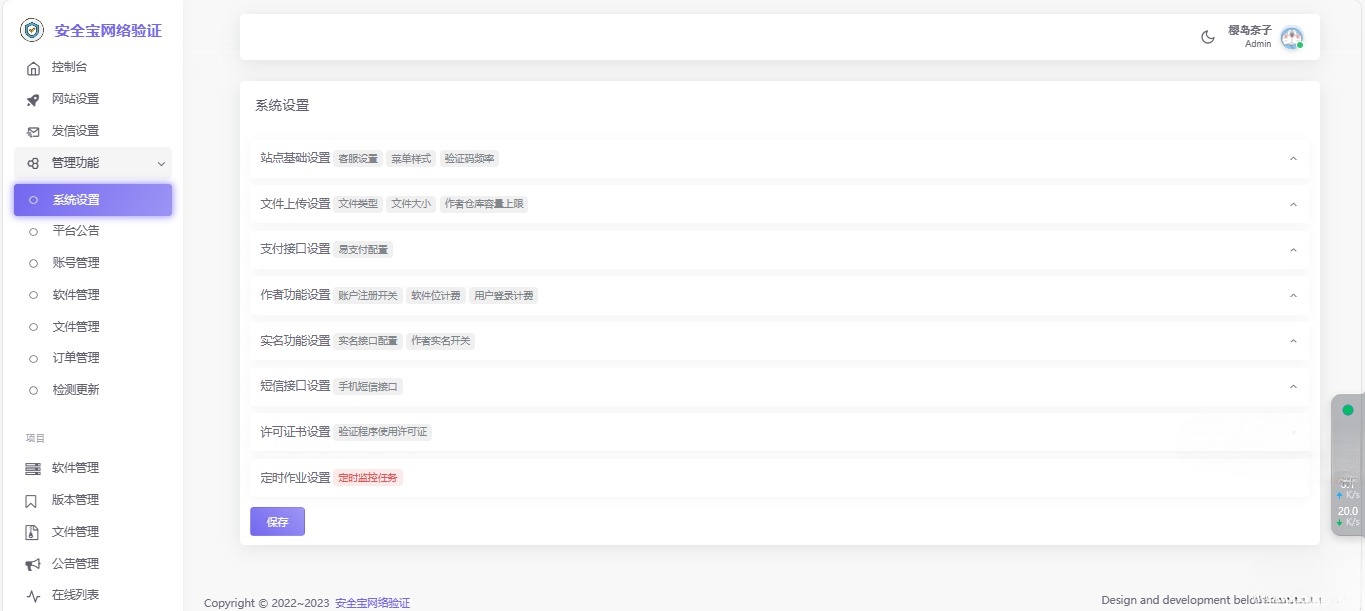 安全宝网络验证
控制台
网站设置
发信设置
管理功能
系统设置
平台公告
账号管理
软件管理
文件管理
订单管理
检测更新
项目
软件管理
版本管理
文件管理
公告管理
在线列表
樱岛奈子
Admin
系统设置
站点基础设置 客服设置 菜单样式 验证码频率
文件上传设置 文件类型 文件大小 作者仓库容量上限
支付接口设置 易支付配置
作者功能设置 账户注册开关 软件位计费 用户登录计费
实名功能设置 实名接口配置 作者实名开关
短信接口设置 手机短信接口
许可证书设置 验证程序使用许可证
定时作业设置 定时监控任务
保存
K/s
20.0
K/s
Copyright © 2022~2023 安全宝网络验证
Design and development